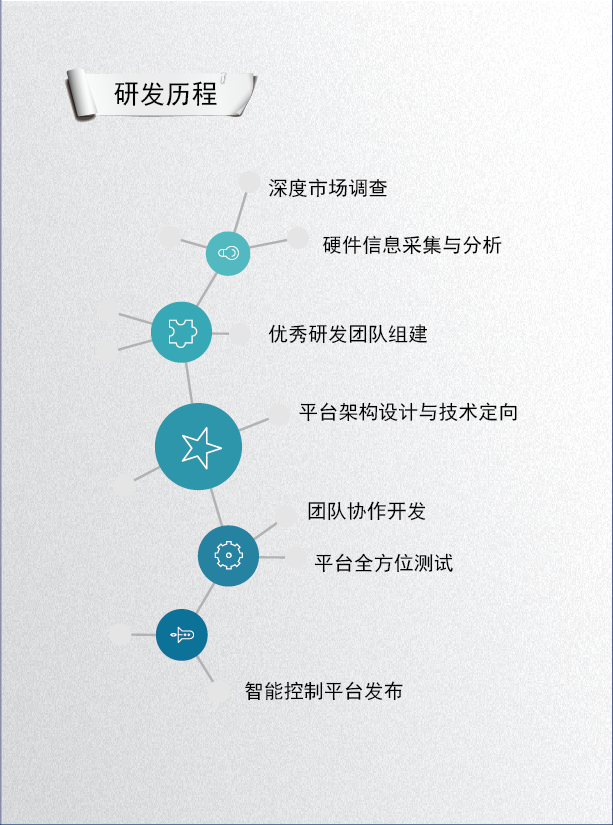 研发历程
深度市场调查
硬件信息采集与分析
优秀研发团队组建
平台架构设计与技术定向
团队协作开发
平台全方位测试
智能控制平台发布